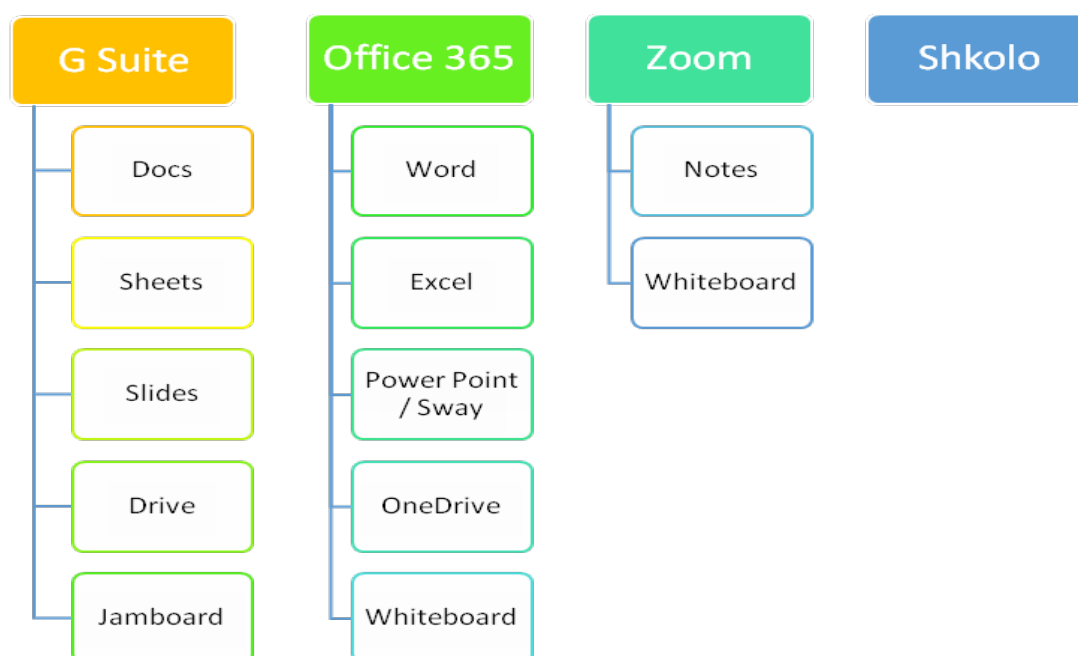 G Suite
Docs
Sheets
Slides
Drive
Jamboard
Office 365
Word
Excel
Power Point
/ Sway
OneDrive
Whiteboard
Zoom
Notes
Whiteboard
Shkolo